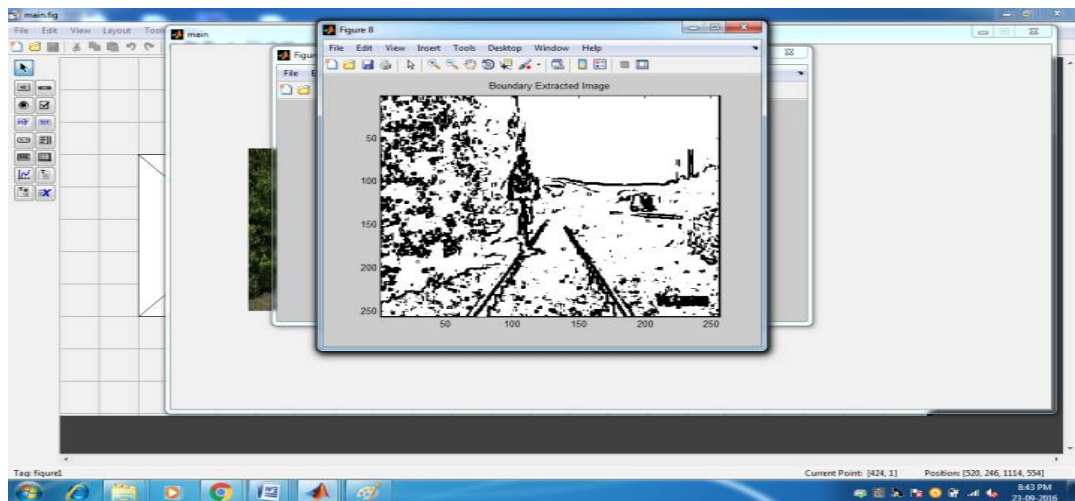 main.fig
File Edit View Layout
main
Figure 8
File Edit View Insert Tools Desktop Window Help
File
Boundary Extracted Image
50
100
150
200
250
50 100 150 200 250
Tag: figure1
Current Point: [424, 1] Position: [520, 246, 1114, 554]
8:43 PM
23-09-2016